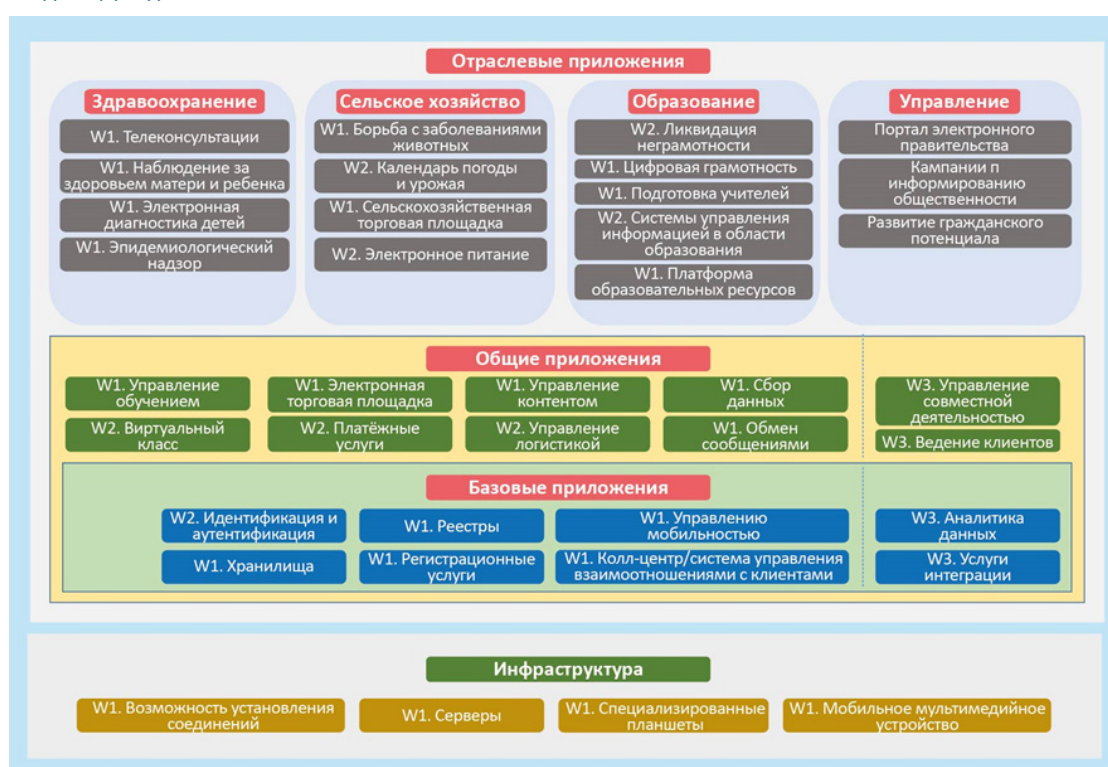 Отраслевые приложения
Здравоохранение
W1. Телеконсультации
W1. Наблюдение за
здоровьем матери и ребенка
W1. Электронная
диагностика детей
W1. Эпидемиологический
надзор
Сельское хозяйство
W1. Борьба с заболеваниями
животных
W2. Календарь погоды
и урожая
W1. Сельскохозяйственная
торговая площадка
W2. Электронное питание
Образование
W2. Ликвидация
неграмотности
W1. Цифровая грамотность
W1. Подготовка учителей
W2. Системы управления
информацией в области
образования
W1. Платформа
образовательных ресурсов
Управление
Портал электронного
правительства
Кампании п
информированию
общественности
Развитие гражданского
потенциала
Общие приложения
W1. Управление
обучением
W1. Электронная
торговая площадка
W1. Управление
контентом
W1. Сбор
данных
W3. Управление
совместной
деятельностью
W2. Виртуальный
класс
W2. Платёжные
услуги
W2. Управление
логистикой
W1. Обмен
сообщениями
W3. Ведение клиентов
Базовые приложения
W2. Идентификация и
аутентификация
W1. Реестры
W1. Управлению
мобильностью
W3. Аналитика
данных
W1. Хранилища
W1. Регистрационные
услуги
W1. Колл-центр/система управления
взаимоотношениями с клиентами
W3. Услуги
интеграции
Инфраструктура
W1. Возможность установления
соединений
W1. Серверы
W1. Специализированные
планшеты
W1. Мобильное мультимедийное
устройство